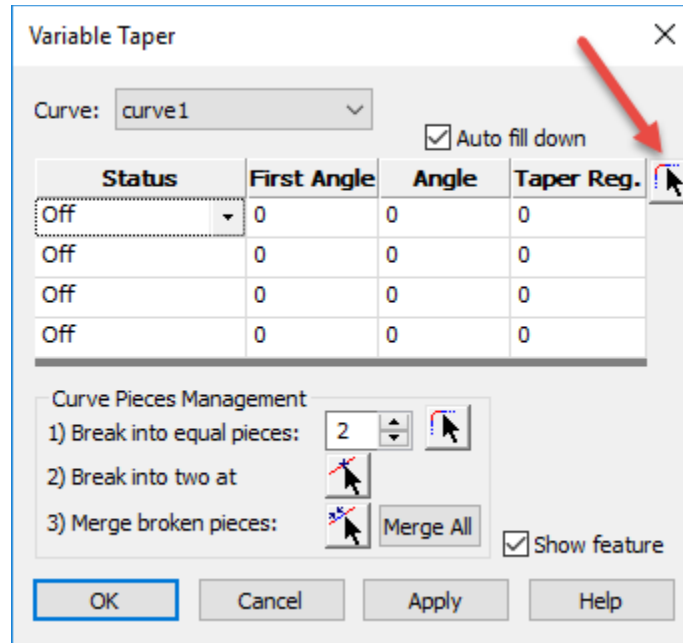 Variable Taper
Curve: curve1
Auto fill down
Status First Angle Angle Taper Reg.
Off 0 0 0
Off 0 0 0
Off 0 0 0
Off 0 0 0
Curve Pieces Management
1) Break into equal pieces: 2
2) Break into two at
3) Merge broken pieces: Merge All
Show feature
OK Cancel Apply Help